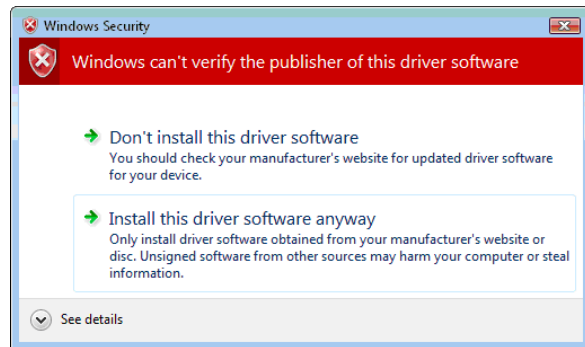 Windows Security
Windows can't verify the publisher of this driver software
Don't install this driver software
You should check your manufacturer's website for updated driver software
for your device.
Install this driver software anyway
Only install driver software obtained from your manufacturer's website or
disc. Unsigned software from other sources may harm your computer or steal
information.
See details